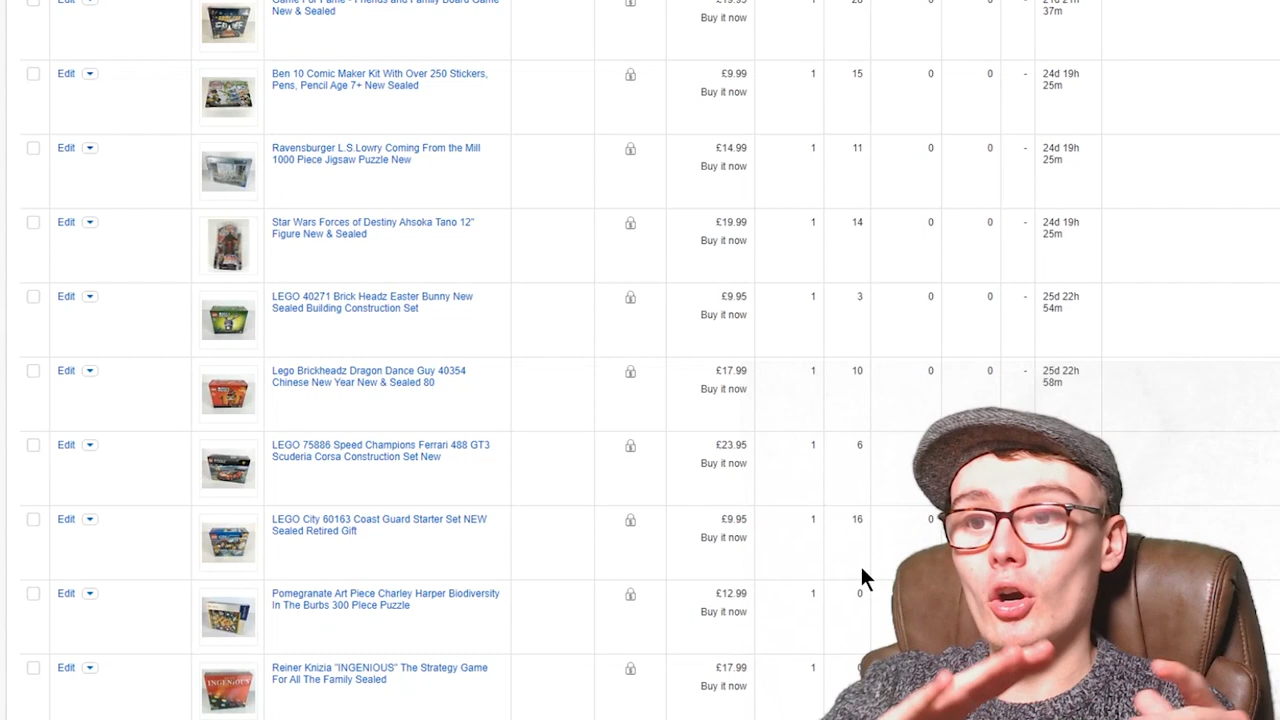 Game For Fame - Friends and Family Board Game
New & Sealed
£19.95
Buy it now
1
37m
Edit
Ben 10 Comic Maker Kit With Over 250 Stickers,
Pens, Pencil Age 7+ New Sealed
£9.99
Buy it now
1
15
0
0
-
24d 19h
25m
Edit
Ravensburger L.S.Lowry Coming From the Mill
1000 Piece Jigsaw Puzzle New
£14.99
Buy it now
1
11
0
0
-
24d 19h
25m
Edit
Star Wars Forces of Destiny Ahsoka Tano 12"
Figure New & Sealed
£19.99
Buy it now
1
14
0
0
-
24d 19h
25m
Edit
LEGO 40271 Brick Headz Easter Bunny New
Sealed Building Construction Set
£9.95
Buy it now
1
3
0
0
-
25d 22h
54m
Edit
Lego Brickheadz Dragon Dance Guy 40354
Chinese New Year New & Sealed 80
£17.99
Buy it now
1
10
0
0
-
25d 22h
58m
Edit
LEGO 75886 Speed Champions Ferrari 488 GT3
Scuderia Corsa Construction Set New
£23.95
Buy it now
1
6
Edit
LEGO City 60163 Coast Guard Starter Set NEW
Sealed Retired Gift
£9.95
Buy it now
1
16
0
Edit
Pomegranate Art Piece Charley Harper Biodiversity
In The Burbs 300 PIece Puzzle
£12.99
Buy it now
1
0
Edit
INGENIOUS
Reiner Knizia "INGENIOUS" The Strategy Game
For All The Family Sealed
£17.99
Buy it now
1